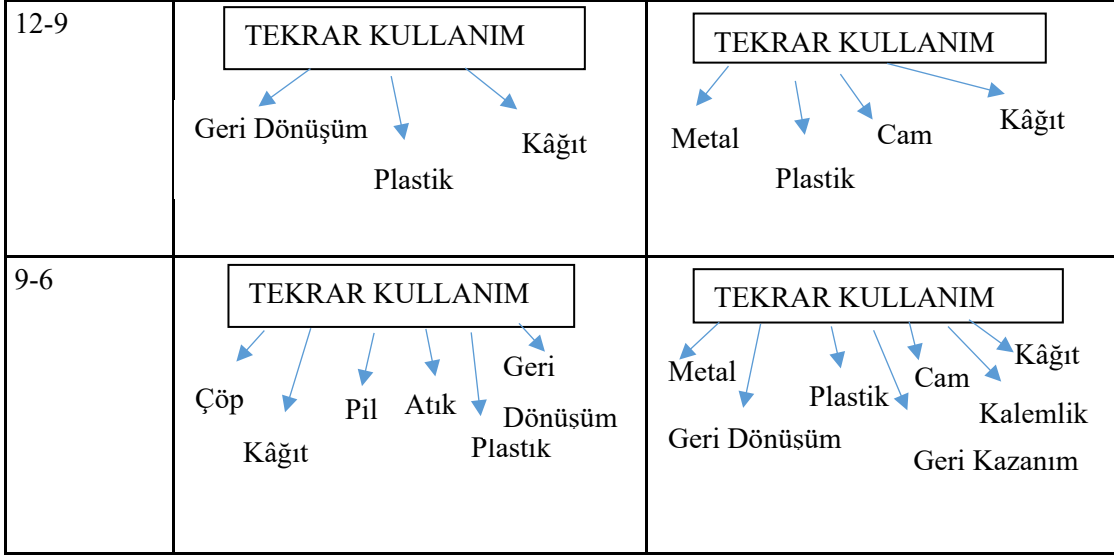 12-9
TEKRAR KULLANIM
Geri Dönüşüm
Plastik
Kâğıt
TEKRAR KULLANIM
Metal
Plastik
Cam
Kâğıt
9-6
TEKRAR KULLANIM
Çöp
Kâğıt
Pil
Atık
Plastik
Geri
Dönüşüm
TEKRAR KULLANIM
Metal
Geri Dönüşüm
Plastik
Cam
Kâğıt
Kalemlik
Geri Kazanım